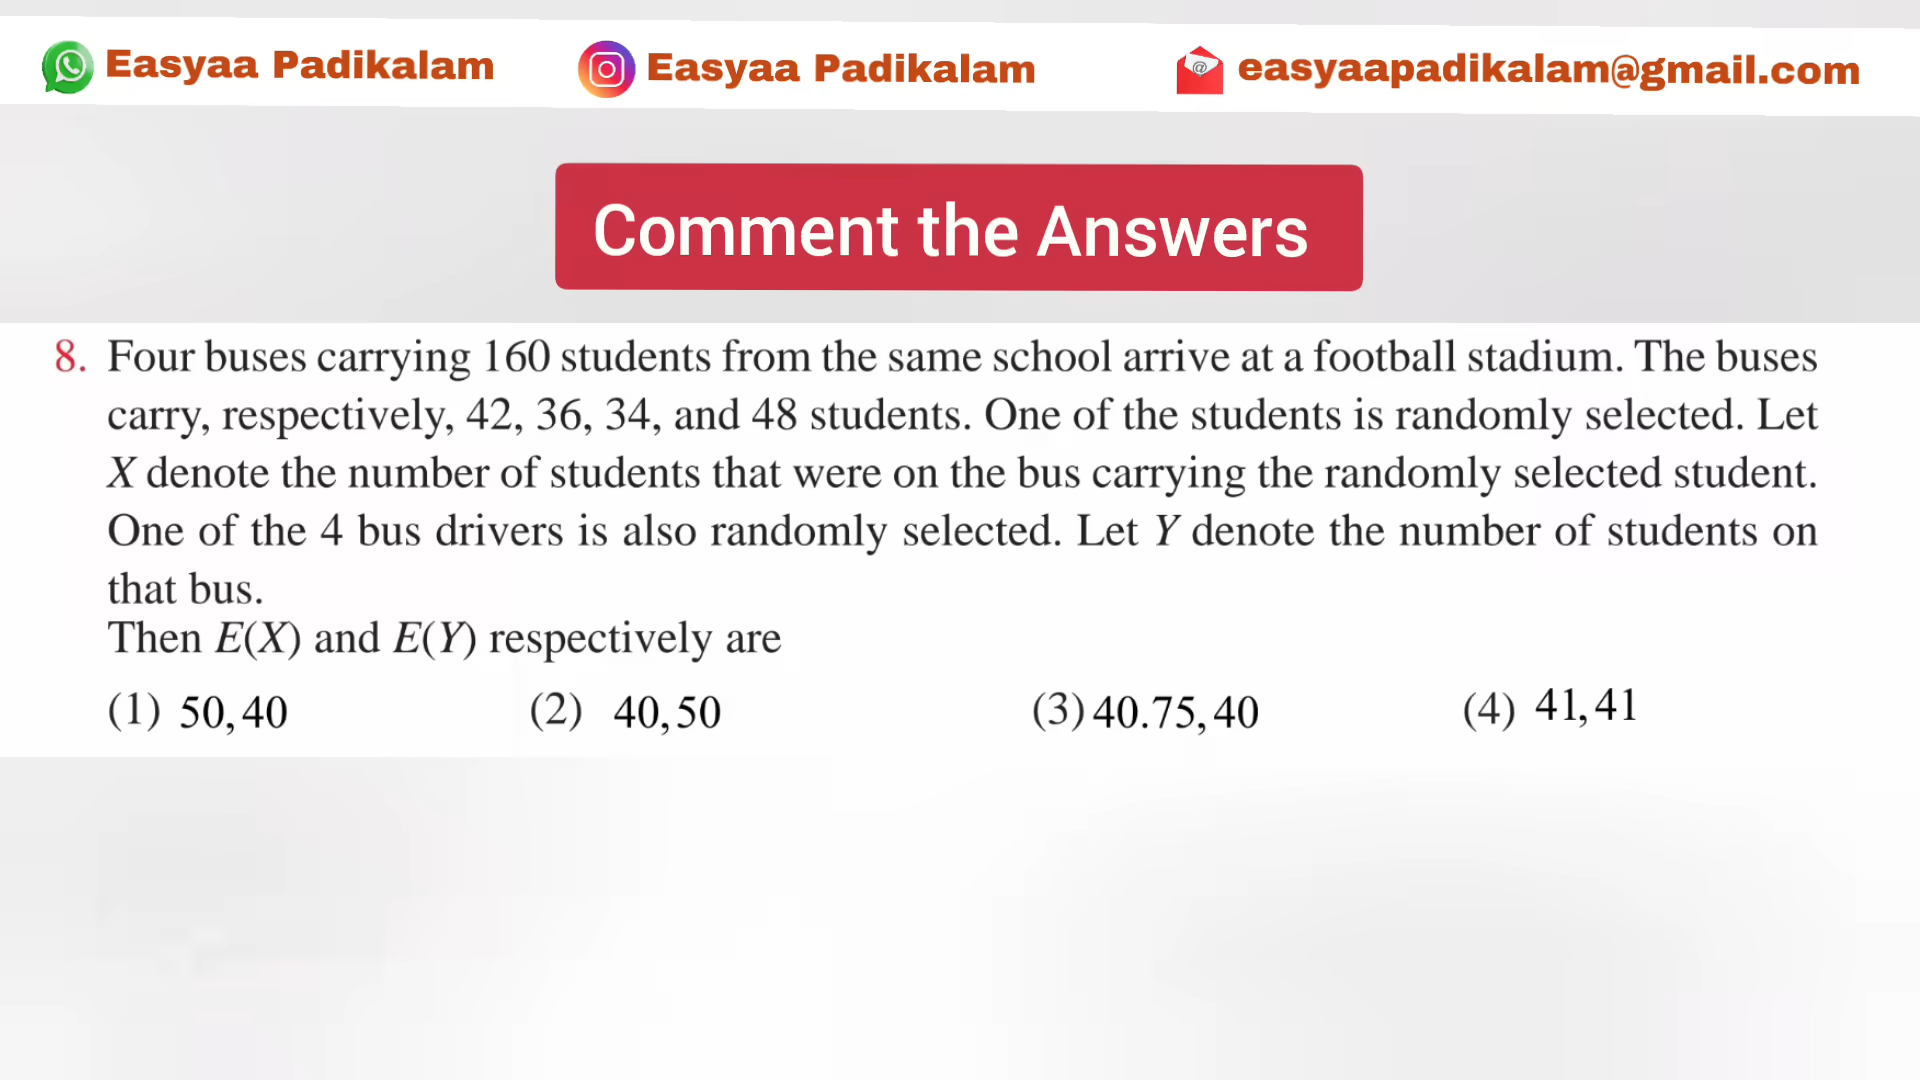 Easyaa Padikalam Easyaa Padikalam easyaapadikalam@gmail.com
Comment the Answers
8. Four buses carrying 160 students from the same school arrive at a football stadium. The buses
carry, respectively, 42, 36, 34, and 48 students. One of the students is randomly selected. Let
X denote the number of students that were on the bus carrying the randomly selected student.
One of the 4 bus drivers is also randomly selected. Let Y denote the number of students on
that bus.
Then E(X) and E(Y) respectively are
(1) 50,40 (2) 40,50 (3) 40.75,40 (4) 41,41